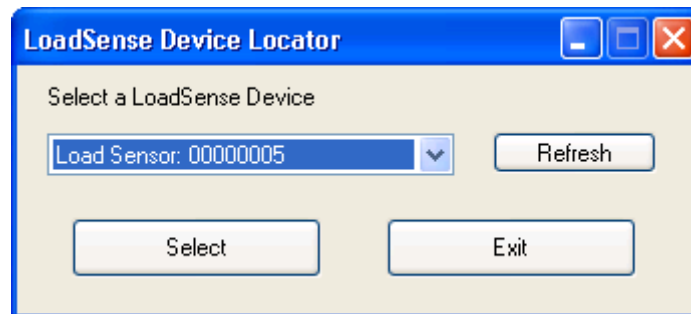 LoadSense Device Locator
Select a LoadSense Device
Load Sensor: 00000005
Refresh
Select
Exit